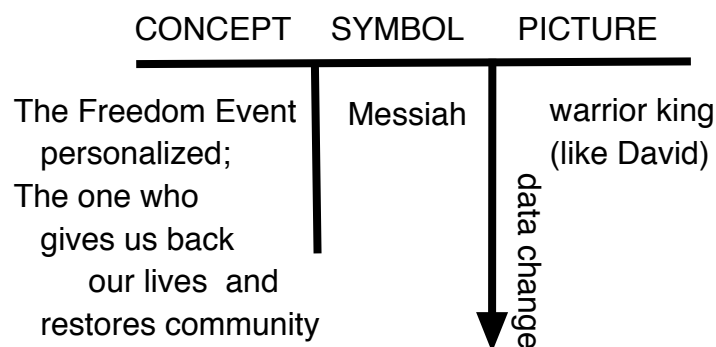 CONCEPT SYMBOL PICTURE
The Freedom Event
personalized;
The one who
gives us back
our lives and
restores community
Messiah
warrior king
(like David)
data change